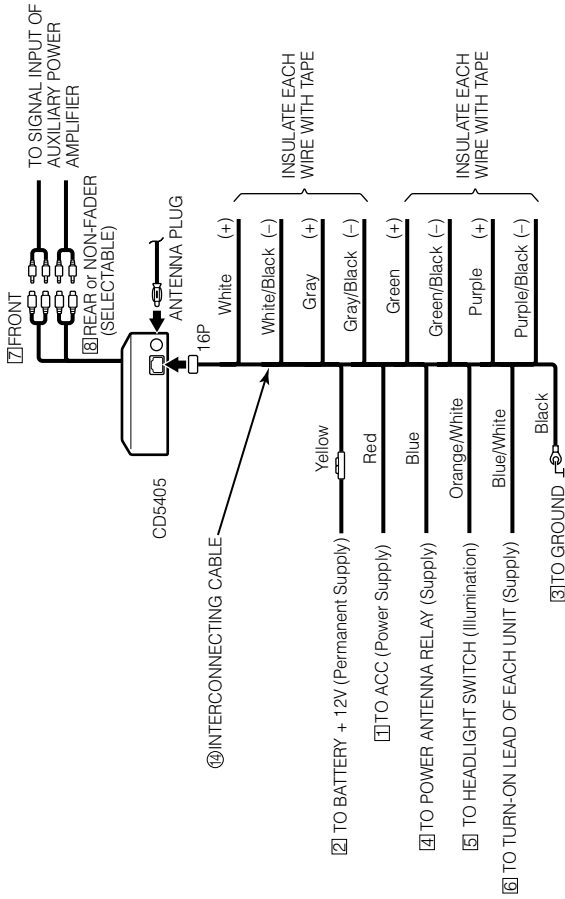 7 FRONT
TO SIGNAL INPUT OF
AUXILIARY POWER
AMPLIFIER
8 REAR or NON-FADER
(SELECTABLE)
ANTENNA PLUG
CD5405
16P
⑭INTERCONNECTING CABLE
White (+)
White/Black (–)
Gray (+)
Gray/Black (–)
INSULATE EACH
WIRE WITH TAPE
Green (+)
Green/Black (–)
Purple (+)
Purple/Black (–)
INSULATE EACH
WIRE WITH TAPE
2 TO BATTERY + 12V (Permanent Supply)
Yellow
1 TO ACC (Power Supply)
Red
4 TO POWER ANTENNA RELAY (Supply)
Blue
5 TO HEADLIGHT SWITCH (Illumination)
Orange/White
6 TO TURN-ON LEAD OF EACH UNIT (Supply)
Blue/White
3 TO GROUND
Black